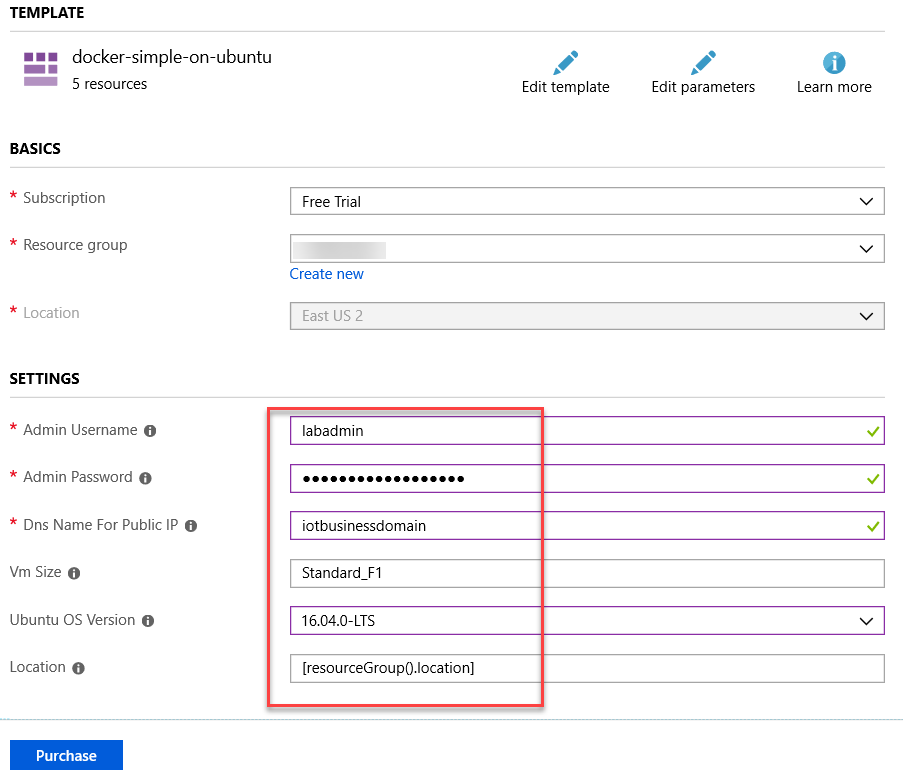 TEMPLATE
docker-simple-on-ubuntu
5 resources
Edit template
Edit parameters
Learn more
BASICS
* Subscription
Free Trial
* Resource group
Create new
* Location
East US 2
SETTINGS
* Admin Username
labadmin
* Admin Password
●●●●●●●●●●●●●●●●●●
* Dns Name For Public IP
iotbusinessdomain
Vm Size
Standard_F1
Ubuntu OS Version
16.04.0-LTS
Location
[resourceGroup().location]
Purchase